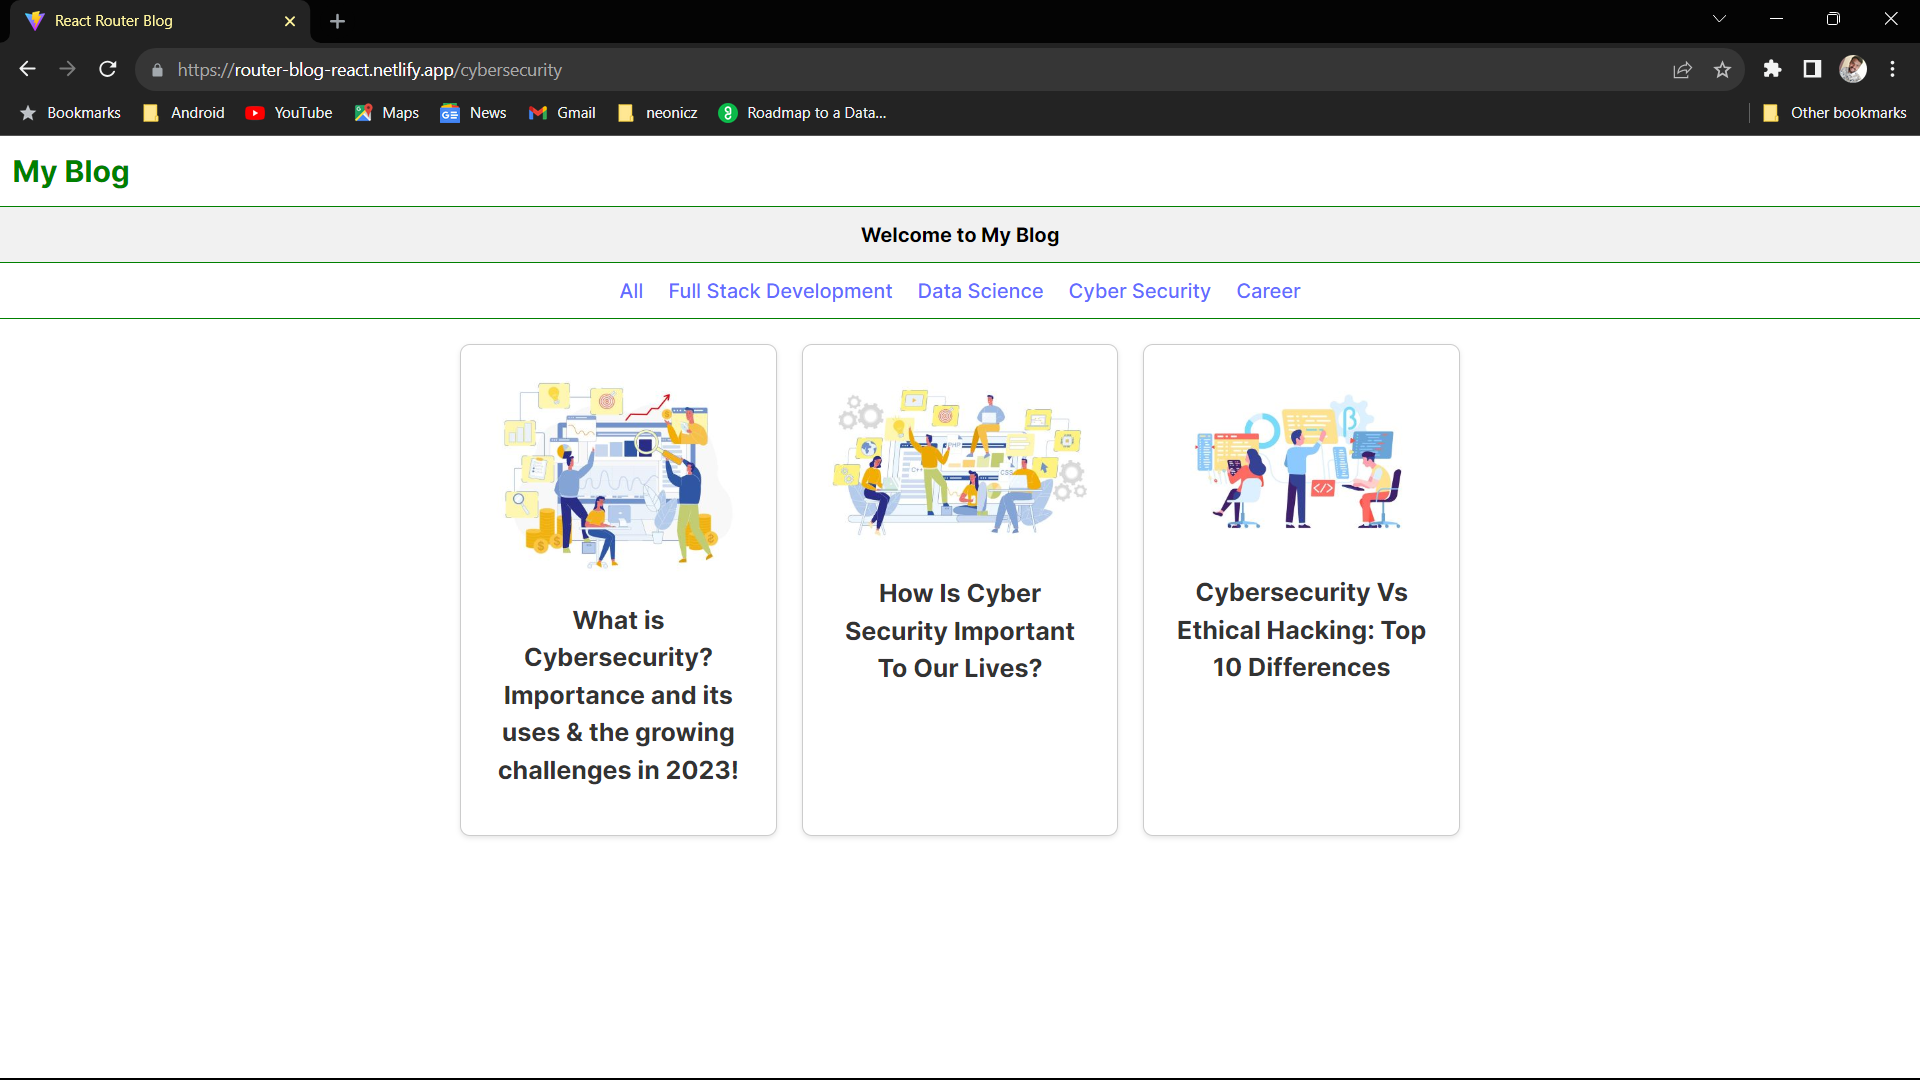 React Router Blog
https://router-blog-react.netlify.app/cybersecurity
Bookmarks Android YouTube Maps News Gmail neonicz Roadmap to a Data... Other bookmarks
My Blog
Welcome to My Blog
All Full Stack Development Data Science Cyber Security Career
What is
Cybersecurity?
Importance and its
uses & the growing
challenges in 2023!
C++
PHP
CSS
How Is Cyber
Security Important
To Our Lives?
β
</>
Cybersecurity Vs
Ethical Hacking: Top
10 Differences